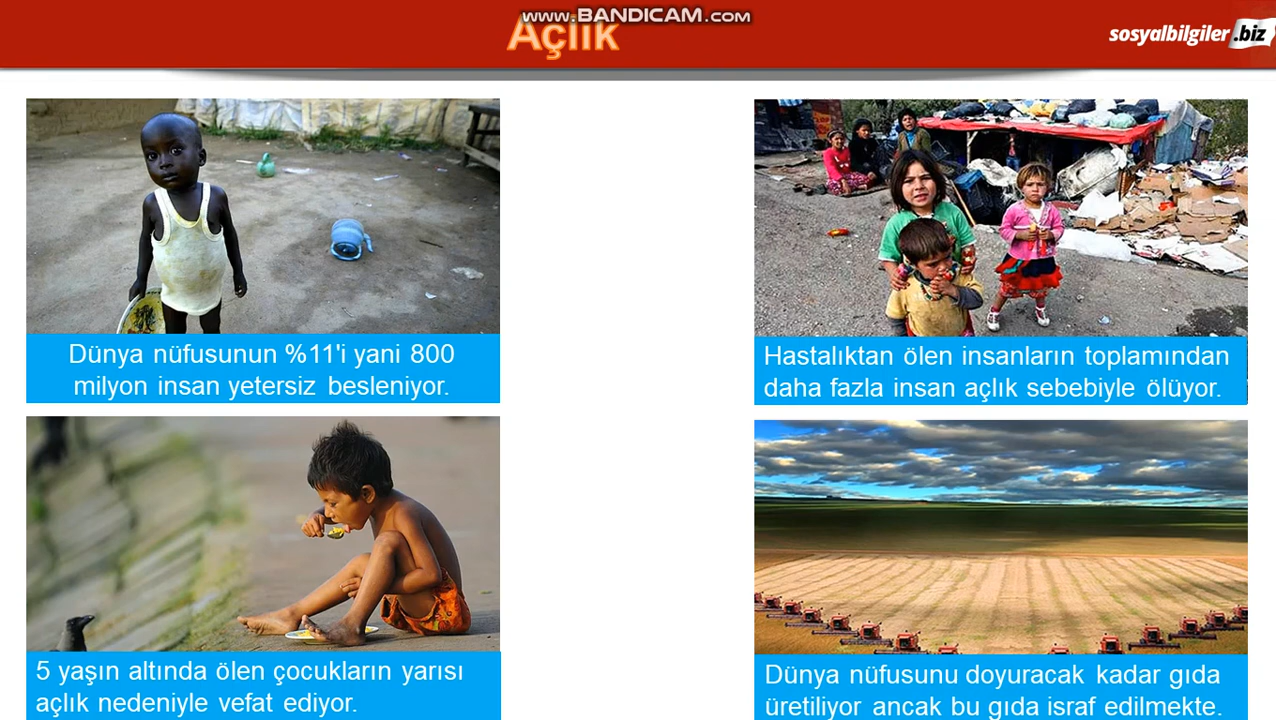 www.BANDICAM.com
Açlık
sosyalbilgiler.biz
Dünya nüfusunun %11'i yani 800
milyon insan yetersiz besleniyor.
Hastalıktan ölen insanların toplamından
daha fazla insan açlık sebebiyle ölüyor.
5 yaşın altında ölen çocukların yarısı
açlık nedeniyle vefat ediyor.
Dünya nüfusunu doyuracak kadar gıda
üretiliyor ancak bu gıda israf edilmekte.